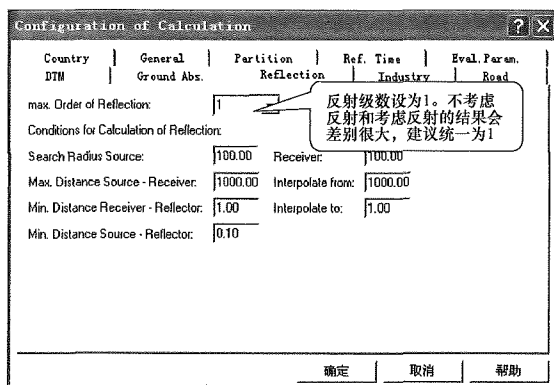 Configuration of Calculation
Country General Partition Ref. Time Eval.Param.
DTM Ground Abs. Reflection Industry Road
max. Order of Reflection: 1
反射级数设为1。不考虑
反射和考虑反射的结果会
差别很大，建议统一为1
Conditions for Calculation of Reflection:
Search Radius Source: 100.00 Receiver: 100.00
Max. Distance Source - Receiver: 1000.00 Interpolate from: 1000.00
Min. Distance Receiver - Reflector: 1.00 Interpolate to: 1.00
Min. Distance Source - Reflector: 0.10
确定 取消 帮助